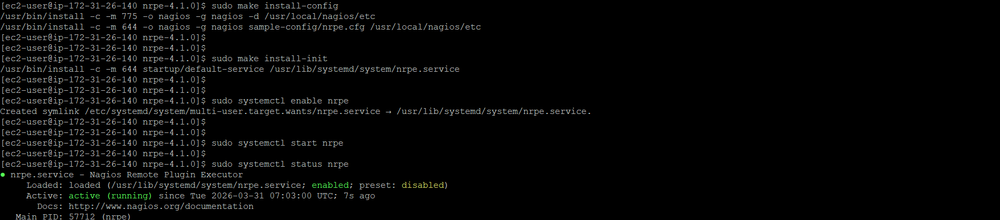 [ec2-user@ip-172-31-26-140 nrpe-4.1.0]$ sudo make install-config
/usr/bin/install -c -m 775 -o nagios -g nagios -d /usr/local/nagios/etc
/usr/bin/install -c -m 644 -o nagios -g nagios sample-config/nrpe.cfg /usr/local/nagios/etc
[ec2-user@ip-172-31-26-140 nrpe-4.1.0]$
[ec2-user@ip-172-31-26-140 nrpe-4.1.0]$
[ec2-user@ip-172-31-26-140 nrpe-4.1.0]$ sudo make install-init
/usr/bin/install -c -m 644 startup/default-service /usr/lib/systemd/system/nrpe.service
[ec2-user@ip-172-31-26-140 nrpe-4.1.0]$
[ec2-user@ip-172-31-26-140 nrpe-4.1.0]$
[ec2-user@ip-172-31-26-140 nrpe-4.1.0]$ sudo systemctl enable nrpe
Created symlink /etc/systemd/system/multi-user.target.wants/nrpe.service → /usr/lib/systemd/system/nrpe.service.
[ec2-user@ip-172-31-26-140 nrpe-4.1.0]$
[ec2-user@ip-172-31-26-140 nrpe-4.1.0]$
[ec2-user@ip-172-31-26-140 nrpe-4.1.0]$ sudo systemctl start nrpe
[ec2-user@ip-172-31-26-140 nrpe-4.1.0]$
[ec2-user@ip-172-31-26-140 nrpe-4.1.0]$ sudo systemctl status nrpe
● nrpe.service - Nagios Remote Plugin Executor
     Loaded: loaded (/usr/lib/systemd/system/nrpe.service; enabled; preset: disabled)
     Active: active (running) since Tue 2026-03-31 07:03:00 UTC; 7s ago
       Docs: http://www.nagios.org/documentation
   Main PID: 57712 (nrpe)